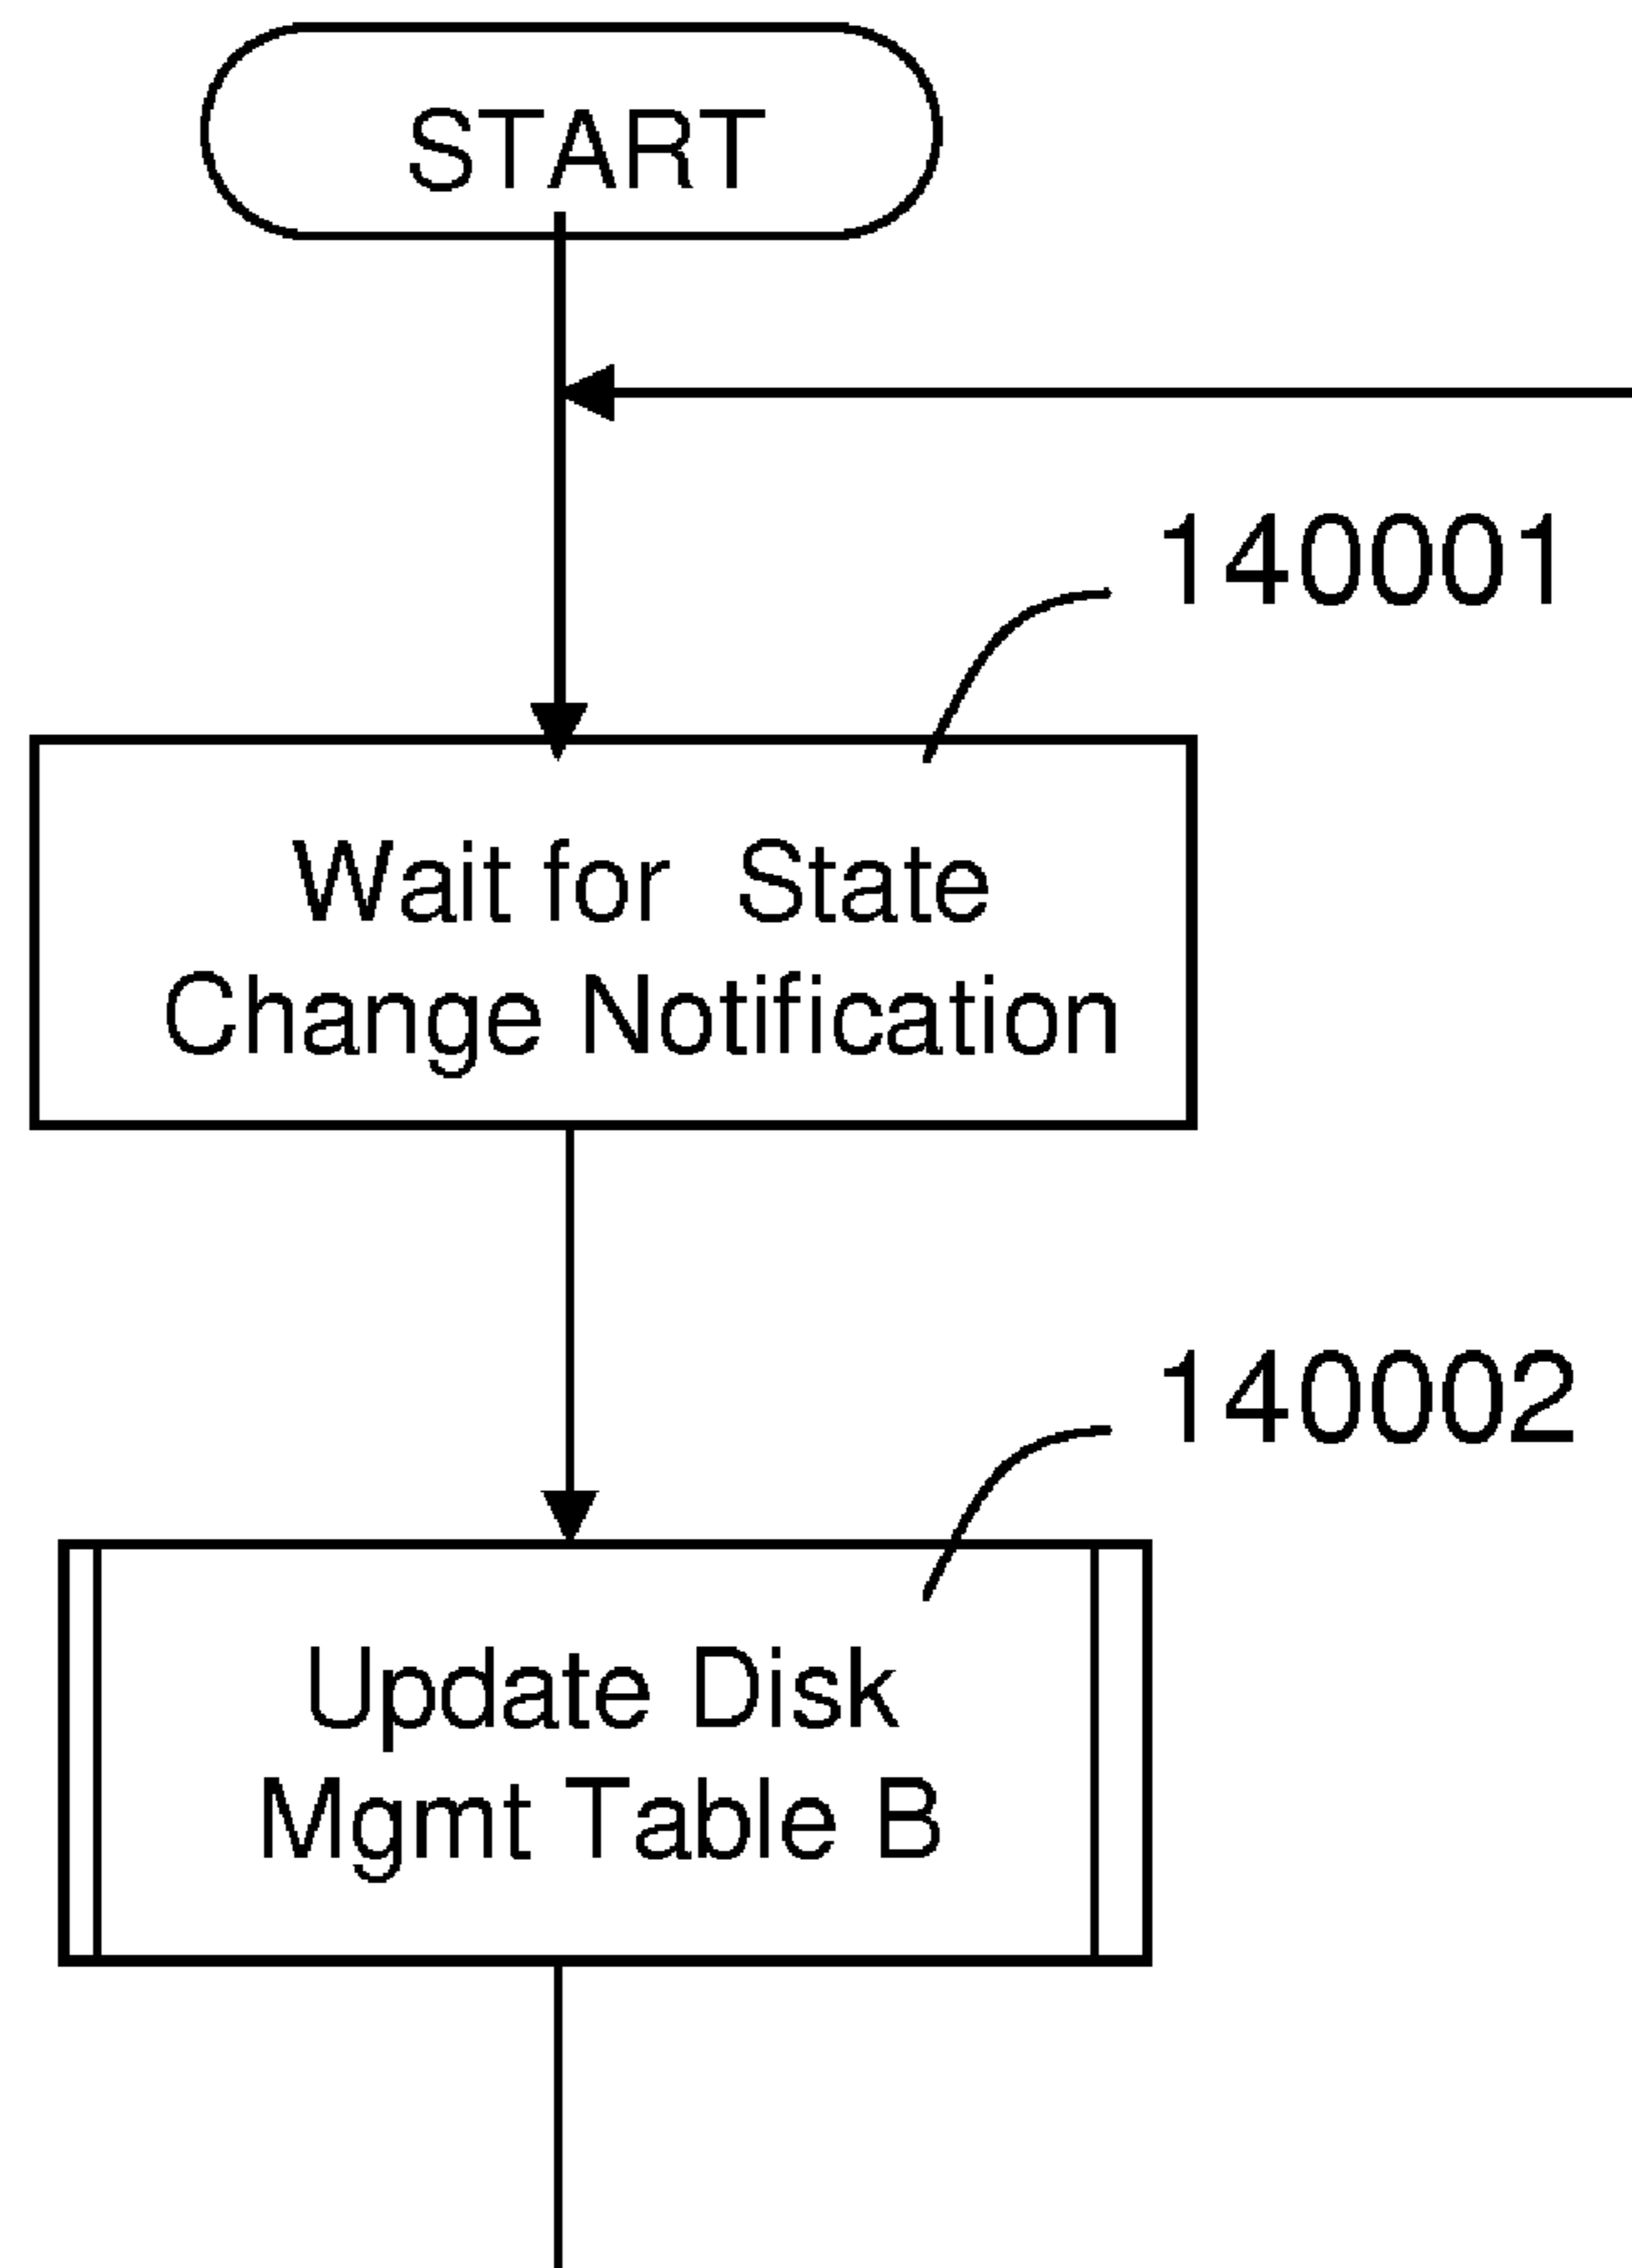 START
140001
Wait for State
Change Notification
140002
Update Disk
Mgmt Table B